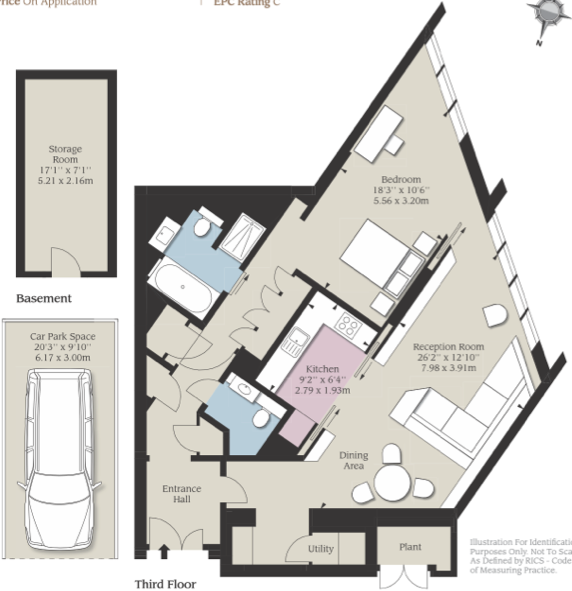 Price On Application
EPC Rating C
N
Storage
Room
17'1'' x 7'1''
5.21 x 2.16m
Basement
Car Park Space
20'3'' x 9'10''
6.17 x 3.00m
Bedroom
18'3'' x 10'6''
5.56 x 3.20m
Reception Room
26'2'' x 12'10''
7.98 x 3.91m
Kitchen
9'2'' x 6'4''
2.79 x 1.93m
Dining
Area
Entrance
Hall
Utility
Plant
Third Floor
Illustration For Identificatio
Purposes Only. Not To Sca
As Defined by RICS - Code
of Measuring Practice.